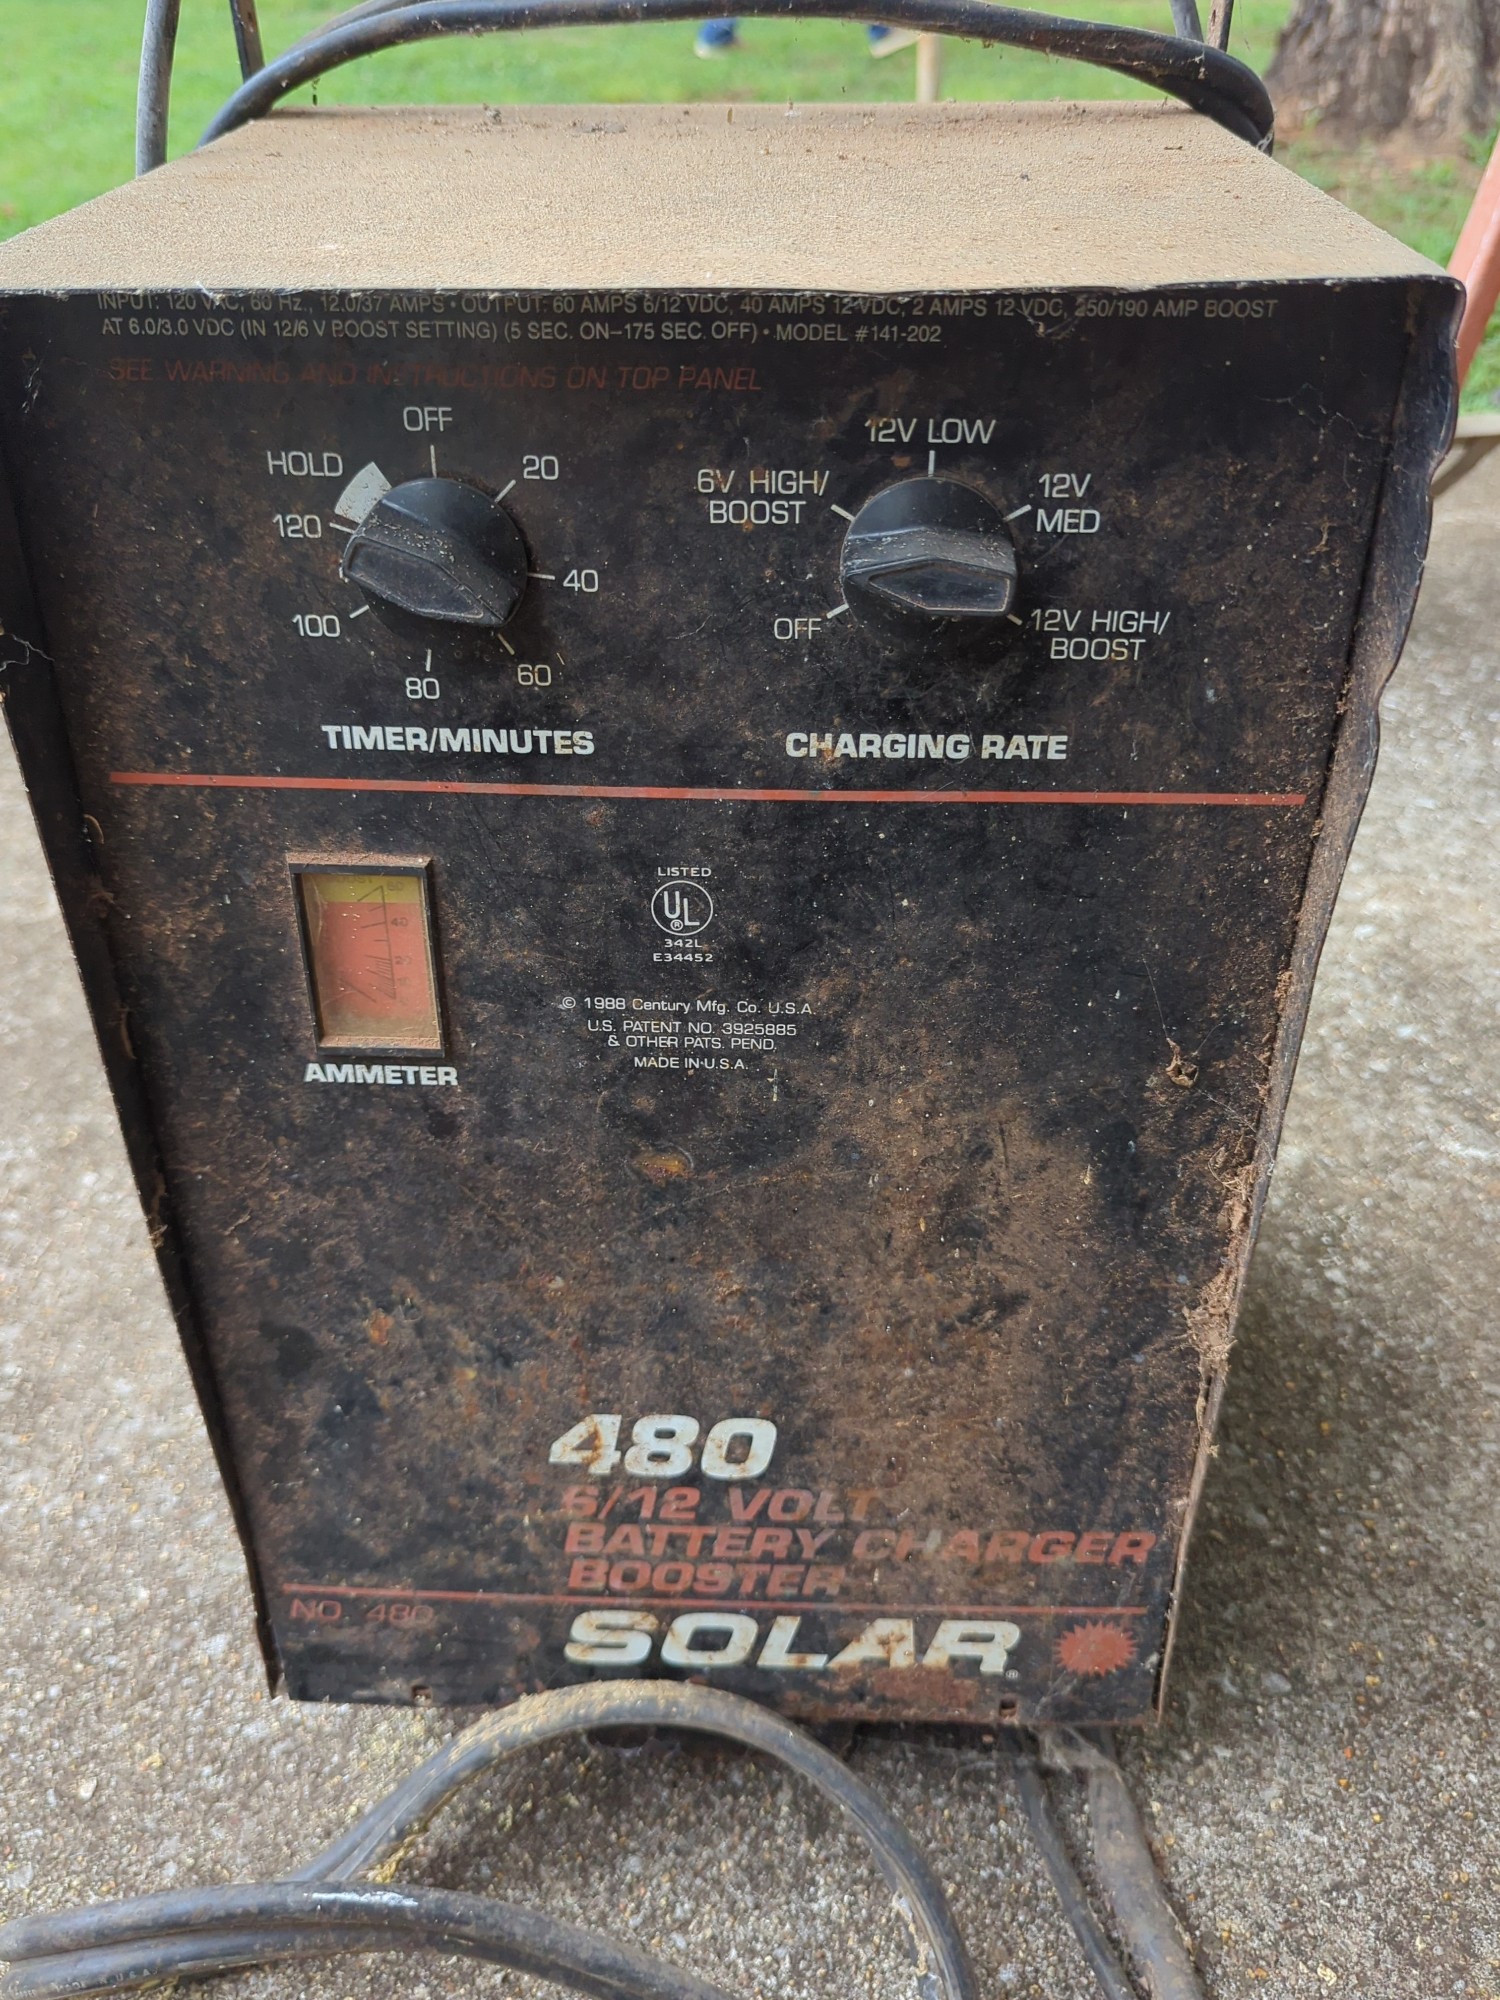 INPUT: 120 VAC, 60 Hz., 12.0/37 AMPS • OUTPUT: 60 AMPS 6/12 VDC, 40 AMPS 12 VDC, 2 AMPS 12 VDC, 250/190 AMP BOOST
AT 6.0/3.0 VDC (IN 12/6 V BOOST SETTING) (5 SEC. ON–175 SEC. OFF) • MODEL #141-202
SEE WARNING AND INSTRUCTIONS ON TOP PANEL
OFF
HOLD
20
120
40
100
60
80
TIMER/MINUTES
12V LOW
6V HIGH/
BOOST
12V
MED
OFF
12V HIGH/
BOOST
CHARGING RATE
60
40
AMMETER
LISTED
UL
®
342L
E34452
© 1988 Century Mfg. Co. U.S.A.
U.S. PATENT NO. 3925885
& OTHER PATS. PEND.
MADE IN U.S.A.
480
6/12 VOLT
BATTERY CHARGER
BOOSTER
NO. 480
SOLAR®